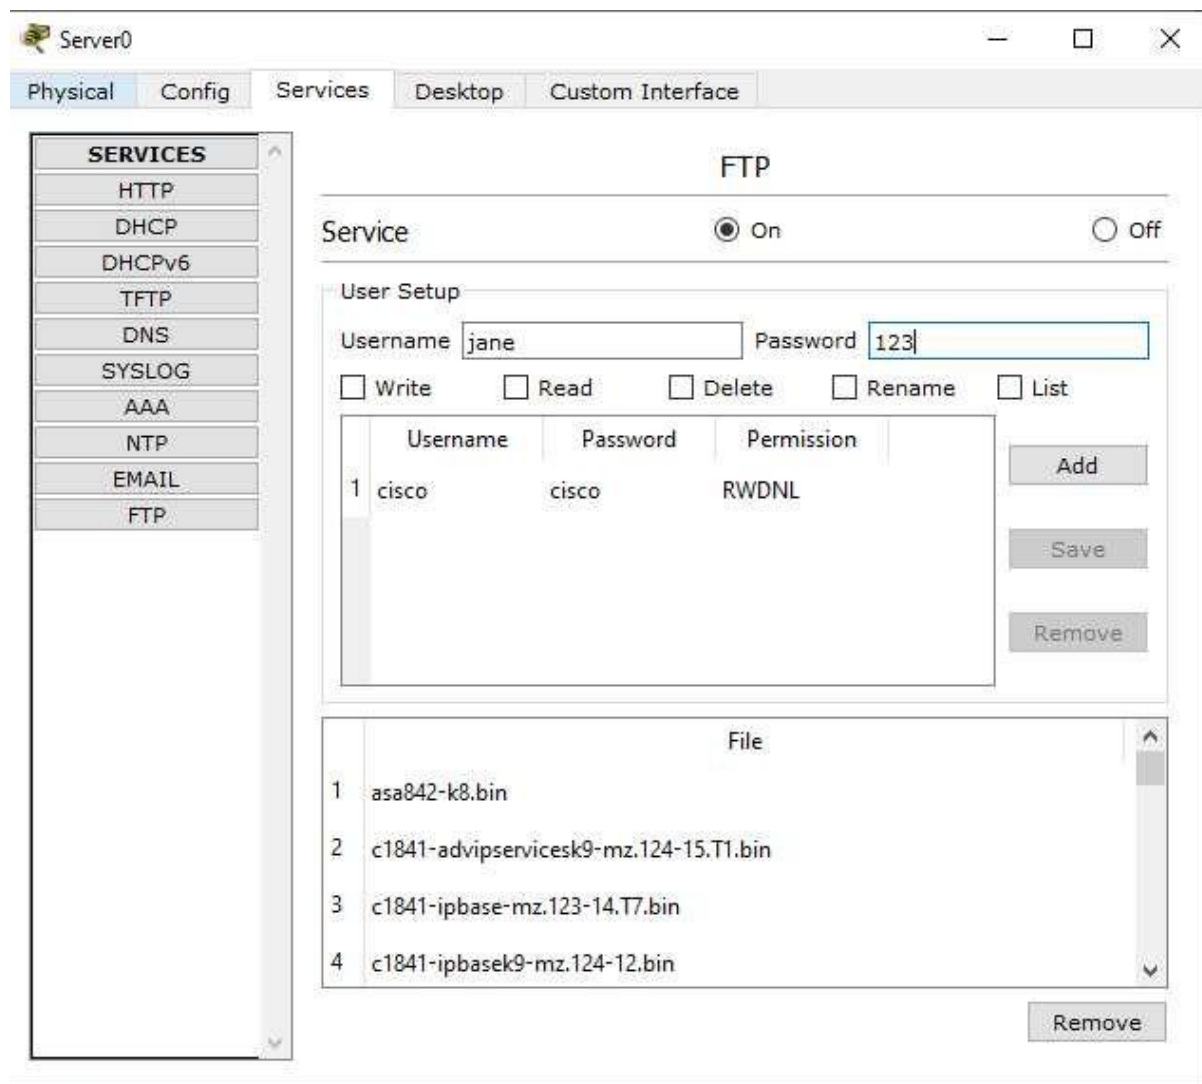 Server0
Physical Config Services Desktop Custom Interface
SERVICES
HTTP
DHCP
DHCPv6
TFTP
DNS
SYSLOG
AAA
NTP
EMAIL
FTP
FTP
Service On Off
User Setup
Username jane Password 123
Write Read Delete Rename List
Username Password Permission
1 cisco cisco RWDNL
Add
Save
Remove
File
1 asa842-k8.bin
2 c1841-advipservicesk9-mz.124-15.T1.bin
3 c1841-ipbase-mz.123-14.T7.bin
4 c1841-ipbasek9-mz.124-12.bin
Remove